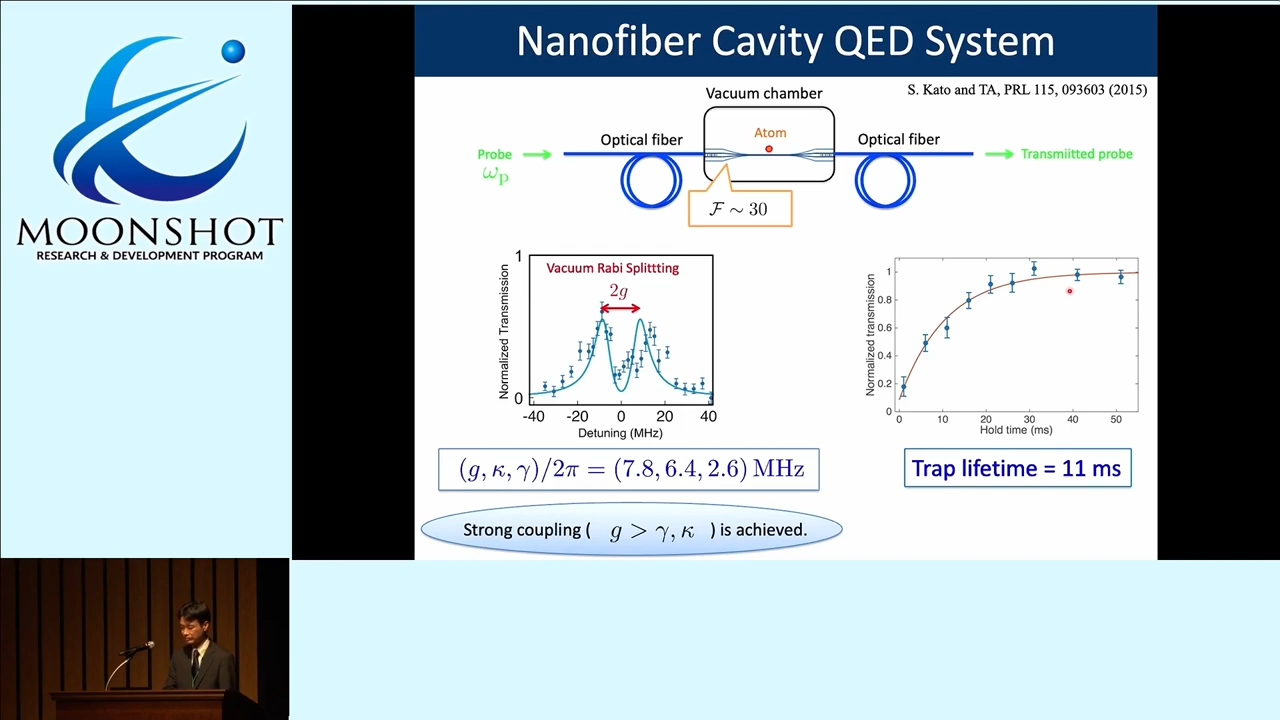 MOONSHOT
RESEARCH & DEVELOPMENT PROGRAM
Nanofiber Cavity QED System
S. Kato and TA, PRL 115, 093603 (2015)
Vacuum chamber
Optical fiber
Atom
Optical fiber
Probe
ωp
Transmiitted probe
F ~ 30
Vacuum Rabi Splittting
2g
Normalized Transmission
1
0
-40 -20 0 20 40
Detuning (MHz)
Normalized transmission
1
0.8
0.6
0.4
0.2
0
0 10 20 30 40 50
Hold time (ms)
(g, κ, γ)/2π = (7.8, 6.4, 2.6) MHz
Trap lifetime = 11 ms
Strong coupling ( g > γ, κ ) is achieved.